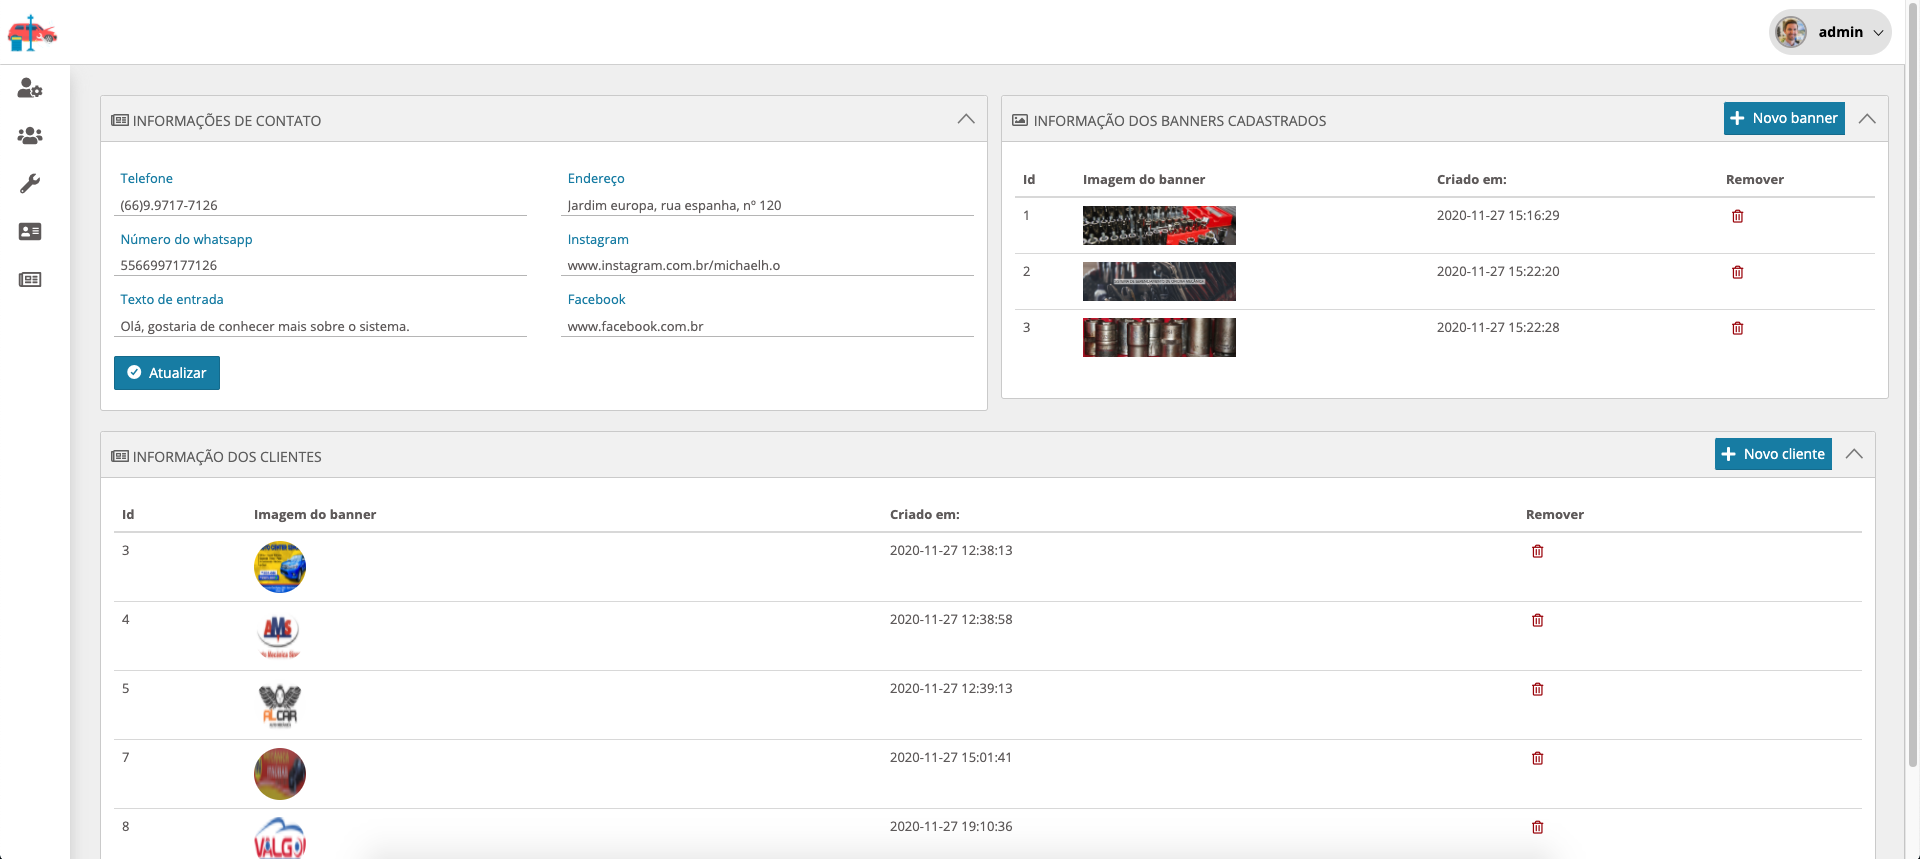 admin
INFORMAÇÕES DE CONTATO
Telefone
(66)9.9717-7126
Endereço
Jardim europa, rua espanha, nº 120
Número do whatsapp
5566997177126
Instagram
www.instagram.com.br/michaelh.o
Texto de entrada
Olá, gostaria de conhecer mais sobre o sistema.
Facebook
www.facebook.com.br
Atualizar
INFORMAÇÃO DOS BANNERS CADASTRADOS
Novo banner
Id Imagem do banner Criado em: Remover
1 2020-11-27 15:16:29
2 2020-11-27 15:22:20
3 2020-11-27 15:22:28
INFORMAÇÃO DOS CLIENTES
Novo cliente
Id Imagem do banner Criado em: Remover
3 2020-11-27 12:38:13
4 AMS 2020-11-27 12:38:58
5 ALCAR 2020-11-27 12:39:13
7 2020-11-27 15:01:41
8 VALGO! 2020-11-27 19:10:36